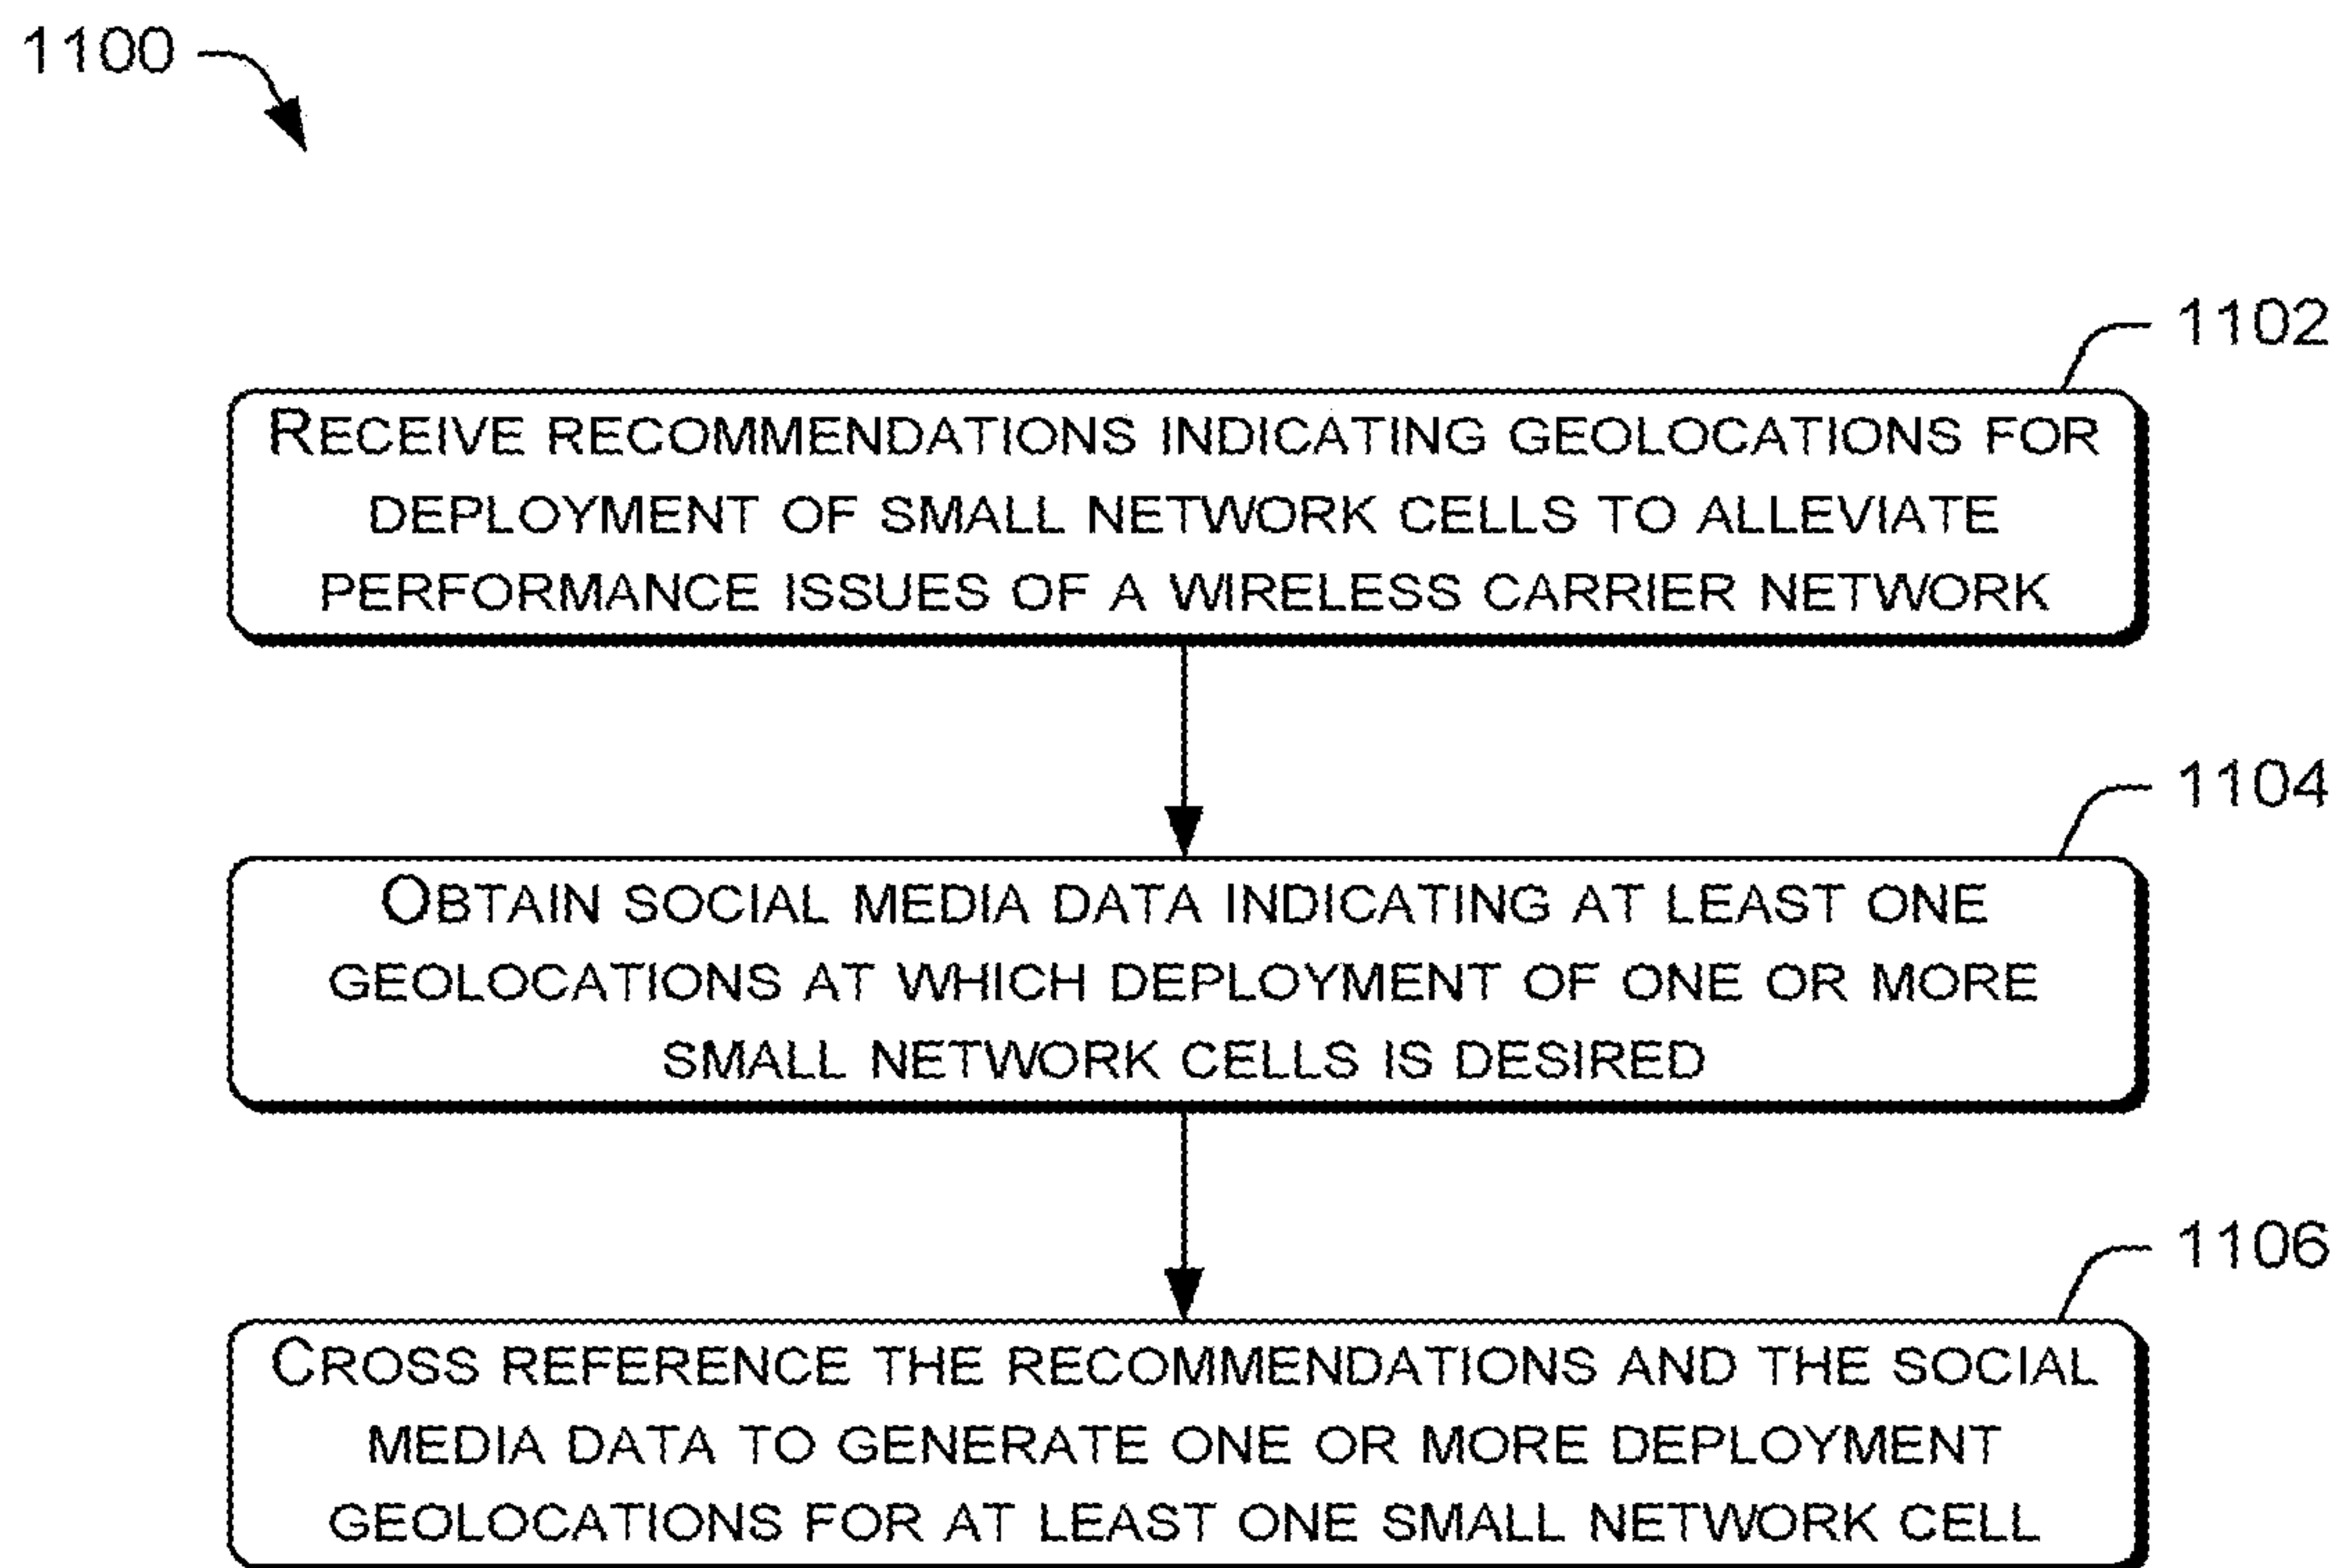 1100
1102
RECEIVE RECOMMENDATIONS INDICATING GEOLOCATIONS FOR
DEPLOYMENT OF SMALL NETWORK CELLS TO ALLEVIATE
PERFORMANCE ISSUES OF A WIRELESS CARRIER NETWORK
1104
OBTAIN SOCIAL MEDIA DATA INDICATING AT LEAST ONE
GEOLOCATIONS AT WHICH DEPLOYMENT OF ONE OR MORE
SMALL NETWORK CELLS IS DESIRED
1106
CROSS REFERENCE THE RECOMMENDATIONS AND THE SOCIAL
MEDIA DATA TO GENERATE ONE OR MORE DEPLOYMENT
GEOLOCATIONS FOR AT LEAST ONE SMALL NETWORK CELL